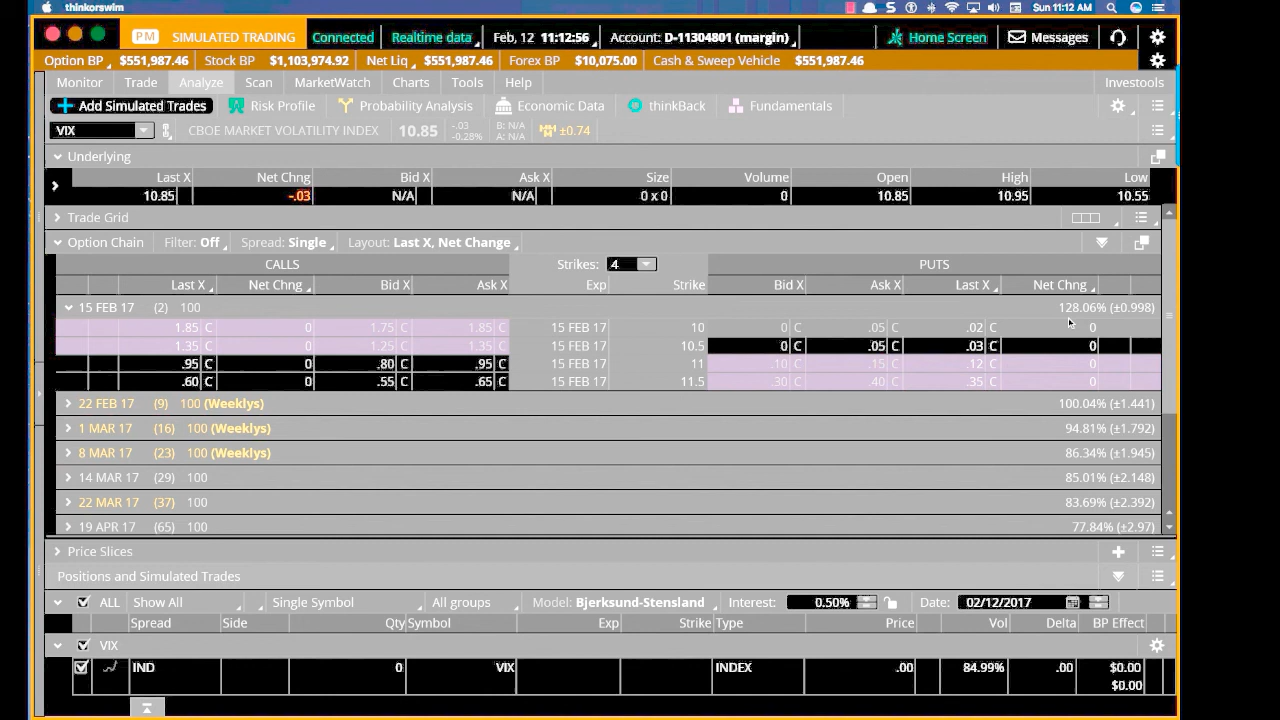 thinkorswim Sun 11:12 AM
PM SIMULATED TRADING Connected Realtime data Feb, 12 11:12:56 Account: D-11304801 (margin) Home Screen Messages
Option BP $551,987.46 Stock BP $1,103,974.92 Net Liq $551,987.46 Forex BP $10,075.00 Cash & Sweep Vehicle $551,987.46
Monitor Trade Analyze Scan MarketWatch Charts Tools Help Investools
Add Simulated Trades Risk Profile Probability Analysis Economic Data thinkBack Fundamentals
VIX CBOE MARKET VOLATILITY INDEX 10.85 -.03 -0.28% B: N/A A: N/A ±0.74
Underlying
Last X Net Chng Bid X Ask X Size Volume Open High Low
10.85 -.03 N/A N/A 0 x 0 0 10.85 10.95 10.55
Trade Grid
Option Chain Filter: Off Spread: Single Layout: Last X, Net Change
CALLS Strikes: 4 PUTS
Last X Net Chng Bid X Ask X Exp Strike Bid X Ask X Last X Net Chng
15 FEB 17 (2) 100 128.06% (±0.998)
1.85 C 0 1.75 C 1.85 C 15 FEB 17 10 0 C .05 C .02 C 0
1.35 C 0 1.25 C 1.35 C 15 FEB 17 10.5 0 C .05 C .03 C 0
.95 C 0 .80 C .95 C 15 FEB 17 11 .10 C .15 C .12 C 0
.60 C 0 .55 C .65 C 15 FEB 17 11.5 .30 C .40 C .35 C 0
22 FEB 17 (9) 100 (Weeklys) 100.04% (±1.441)
1 MAR 17 (16) 100 (Weeklys) 94.81% (±1.792)
8 MAR 17 (23) 100 (Weeklys) 86.34% (±1.945)
14 MAR 17 (29) 100 85.01% (±2.148)
22 MAR 17 (37) 100 83.69% (±2.392)
19 APR 17 (65) 100 77.84% (±2.97)
Price Slices
Positions and Simulated Trades
ALL Show All Single Symbol All groups Model: Bjerksund-Stensland Interest: 0.50% Date: 02/12/2017
Spread Side Qty Symbol Exp Strike Type Price Vol Delta BP Effect
VIX
IND 0 VIX INDEX .00 84.99% .00 $0.00
$0.00